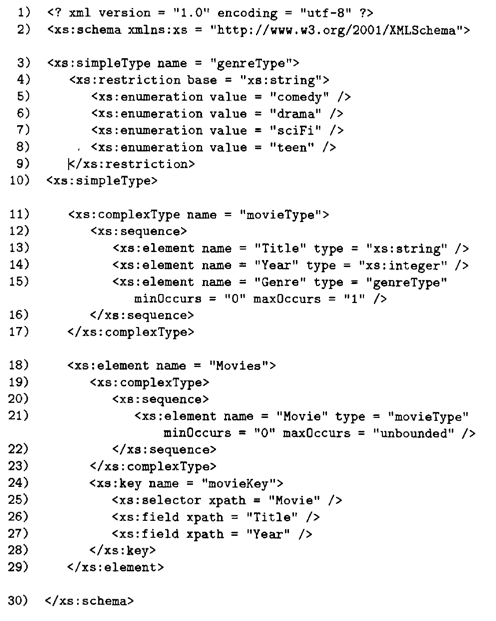 1) <? xml version = "1.0" encoding = "utf-8" ?>
2) <xs:schema xmlns:xs = "http://www.w3.org/2001/XMLSchema">
3) <xs:simpleType name = "genreType">
4) <xs:restriction base = "xs:string">
5) <xs:enumeration value = "comedy" />
6) <xs:enumeration value = "drama" />
7) <xs:enumeration value = "sciFi" />
8) <xs:enumeration value = "teen" />
9) </xs:restriction>
10) <xs:simpleType>
11) <xs:complexType name = "movieType">
12) <xs:sequence>
13) <xs:element name = "Title" type = "xs:string" />
14) <xs:element name = "Year" type = "xs:integer" />
15) <xs:element name = "Genre" type = "genreType"
minOccurs = "0" maxOccurs = "1" />
16) </xs:sequence>
17) </xs:complexType>
18) <xs:element name = "Movies">
19) <xs:complexType>
20) <xs:sequence>
21) <xs:element name = "Movie" type = "movieType"
minOccurs = "0" maxOccurs = "unbounded" />
22) </xs:sequence>
23) </xs:complexType>
24) <xs:key name = "movieKey">
25) <xs:selector xpath = "Movie" />
26) <xs:field xpath = "Title" />
27) <xs:field xpath = "Year" />
28) </xs:key>
29) </xs:element>
30) </xs:schema>